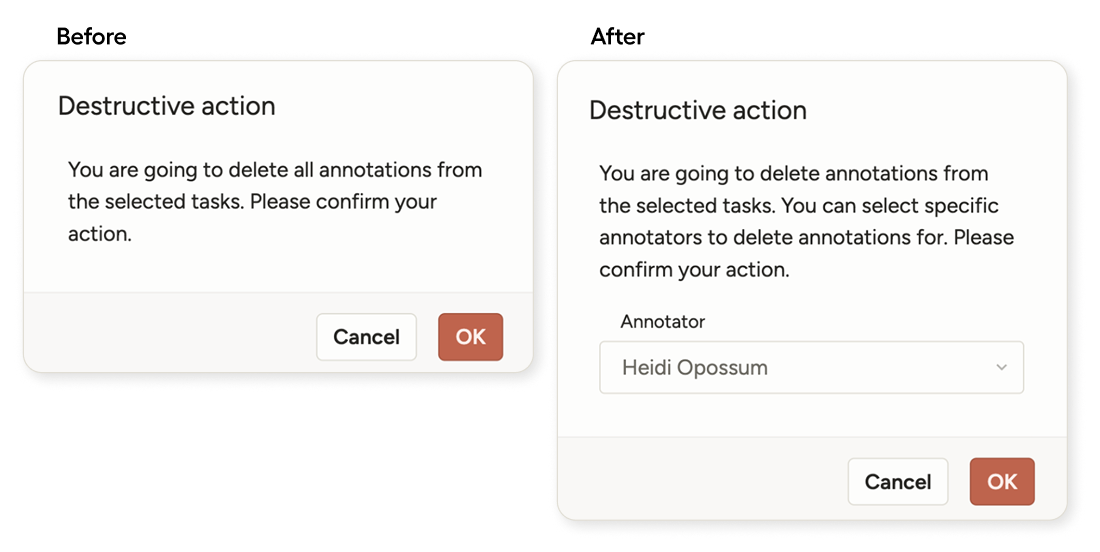 Before
Destructive action
You are going to delete all annotations from
the selected tasks. Please confirm your
action.
Cancel
OK
After
Destructive action
You are going to delete annotations from
the selected tasks. You can select specific
annotators to delete annotations for. Please
confirm your action.
Annotator
Heidi Opossum
Cancel
OK